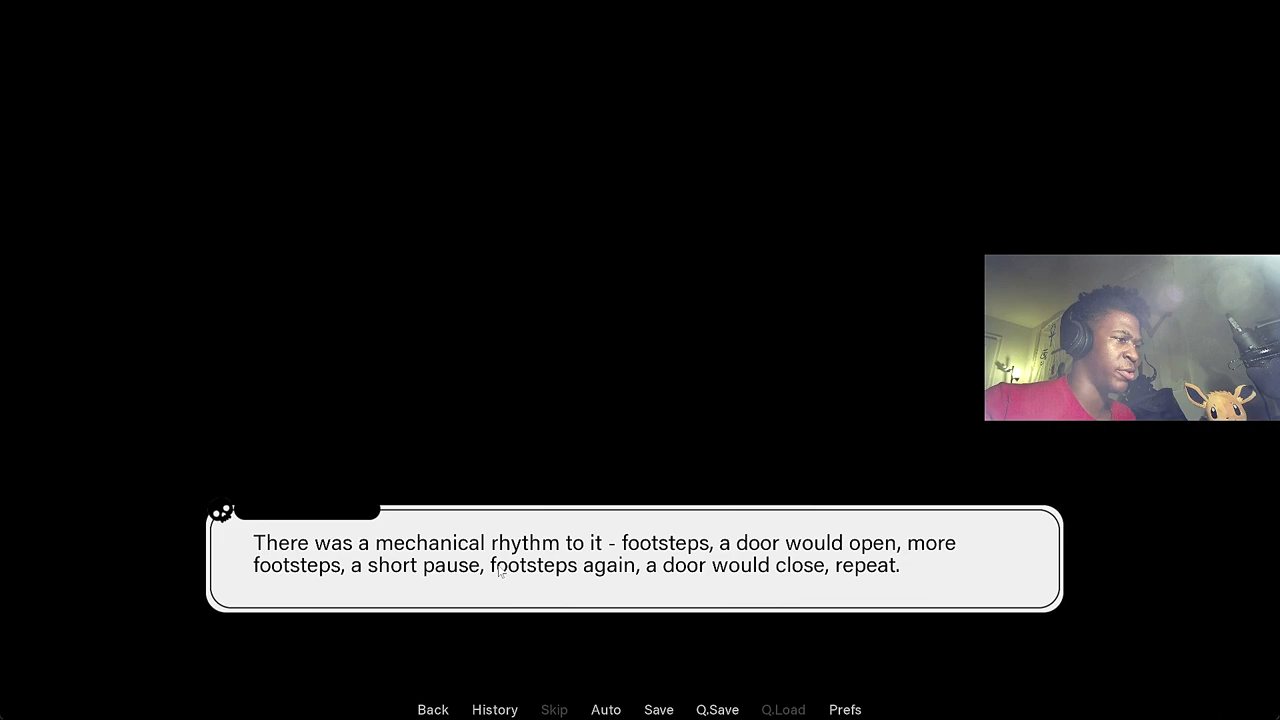 There was a mechanical rhythm to it - footsteps, a door would open, more
footsteps, a short pause, footsteps again, a door would close, repeat.
Back History Skip Auto Save Q.Save Q.Load Prefs